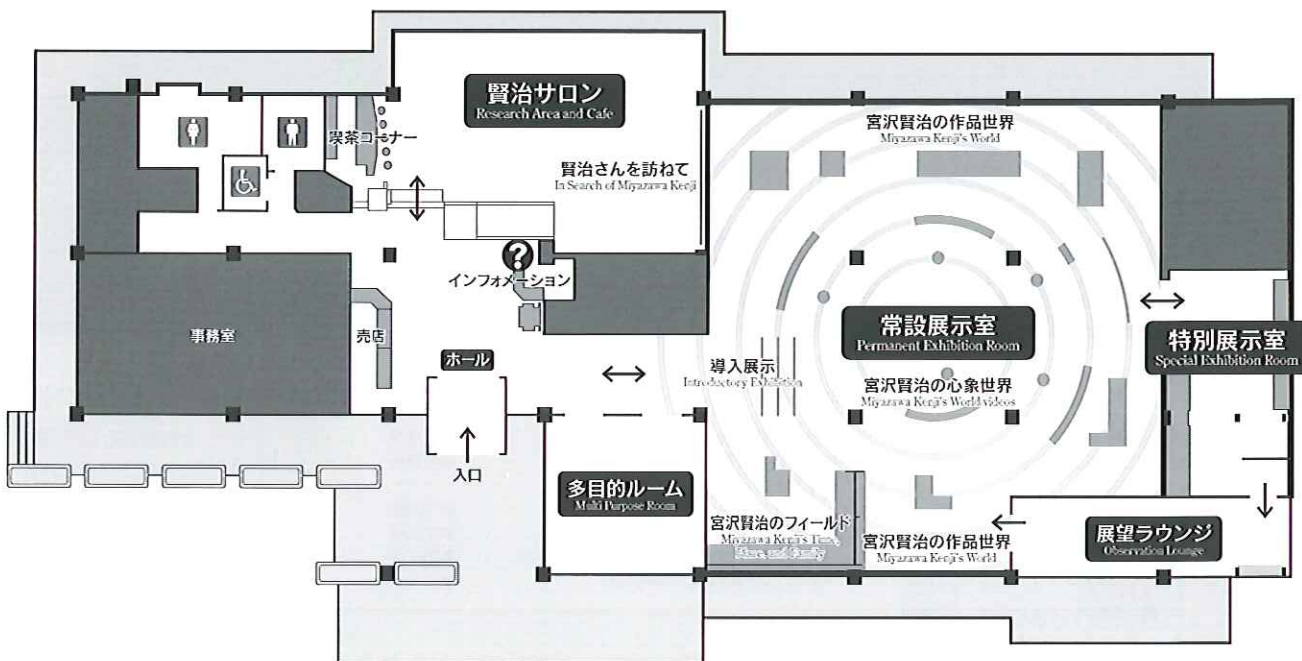 賢治サロン
Research Area and Cafe
喫茶コーナー
賢治さんを訪ねて
In Search of Miyazawa Kenji
宮沢賢治の作品世界
Miyazawa Kenji's World
?
インフォメーション
事務室
売店
ホール
入口
導入展示
Introductory Exhibition
常設展示室
Permanent Exhibition Room
宮沢賢治の心象世界
Miyazawa Kenji's World videos
特別展示室
Special Exhibition Room
多目的ルーム
Multi Purpose Room
宮沢賢治のフィールド
Miyazawa Kenji's Time,
Place, and Family
宮沢賢治の作品世界
Miyazawa Kenji's World
展望ラウンジ
Observation Lounge